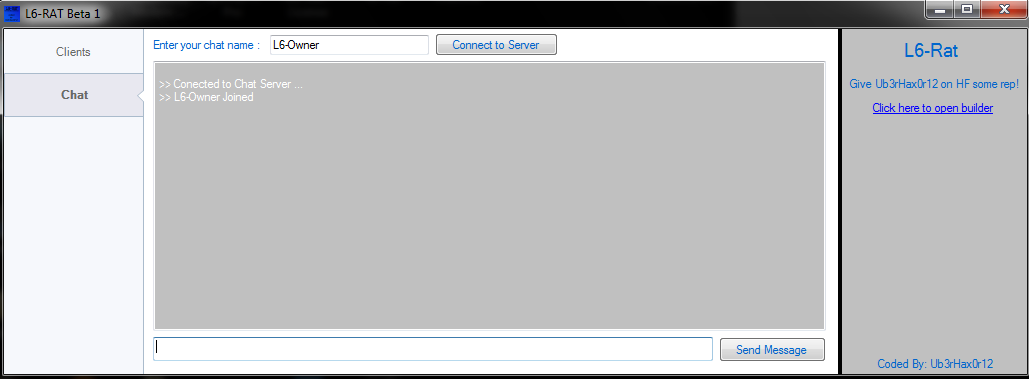 L6-RAT Beta 1
Clients
Chat
Enter your chat name :
L6-Owner
Connect to Server
>> Conected to Chat Server ...
>> L6-Owner Joined
Send Message
L6-Rat
Give Ub3rHax0r12 on HF some rep!
Click here to open builder
Coded By: Ub3rHax0r12